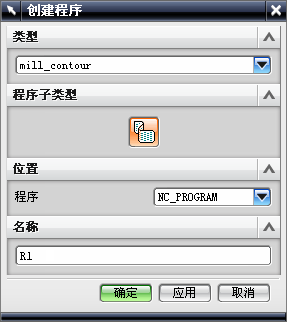 创建程序
类型
mill_contour
程序子类型
位置
程序 NC_PROGRAM
名称
R1
确定 应用 取消